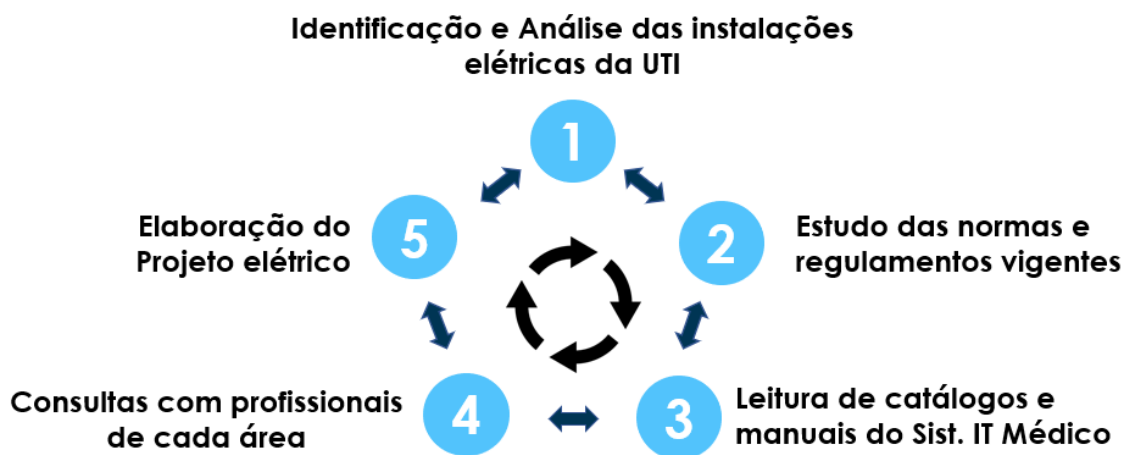 Identificação e Análise das instalações
elétricas da UTI
1
2
Estudo das normas e
regulamentos vigentes
3
Leitura de catálogos e
manuais do Sist. IT Médico
4
Consultas com profissionais
de cada área
5
Elaboração do
Projeto elétrico